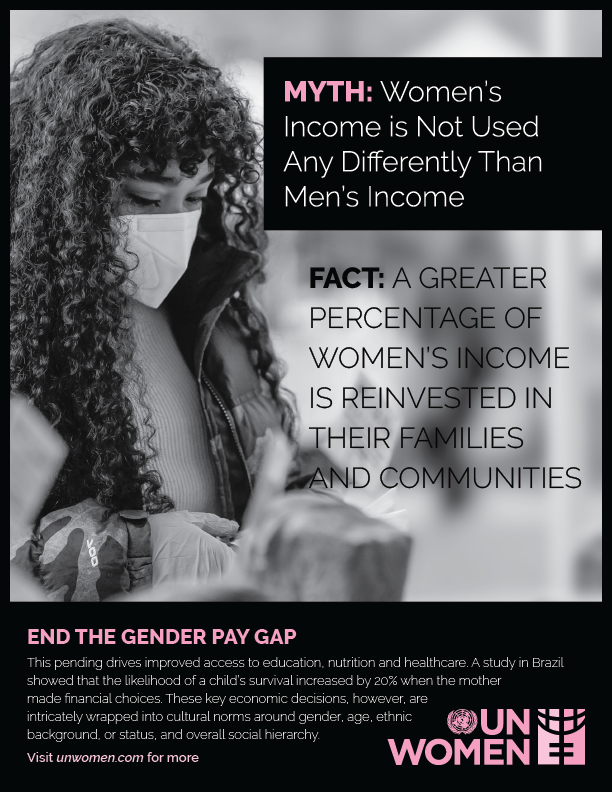 MYTH: Women's
Income is Not Used
Any Differently Than
Men's Income
FACT: A GREATER
PERCENTAGE OF
WOMEN'S INCOME
IS REINVESTED IN
THEIR FAMILIES
AND COMMUNITIES
VOO
END THE GENDER PAY GAP
This pending drives improved access to education, nutrition and healthcare. A study in Brazil
showed that the likelihood of a child's survival increased by 20% when the mother
made financial choices. These key economic decisions, however, are
intricately wrapped into cultural norms around gender, age, ethnic
background, or status, and overall social hierarchy.
Visit unwomen.com for more
UN
WOMEN